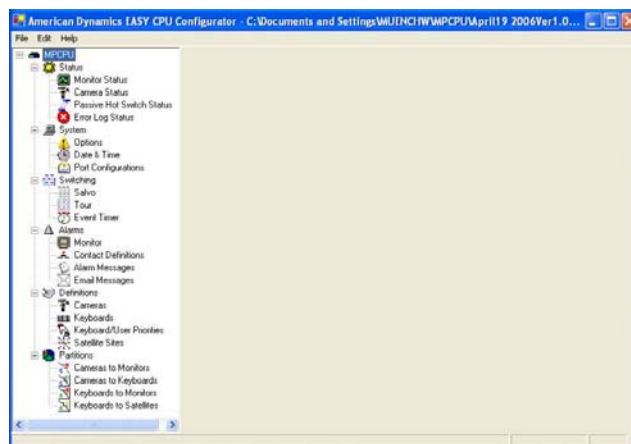 American Dynamics EASY CPU Configurator - C:\Documents and Settings\MUENCHW\MPCPU\April19 2006Ver1.0...
File Edit Help
MPCPU
Status
Monitor Status
Camera Status
Passive Hot Switch Status
Error Log Status
System
Options
Date & Time
Port Configurations
Switching
Salvo
Tour
Event Timer
Alarms
Monitor
Contact Definitions
Alarm Messages
Email Messages
Definitions
Cameras
Keyboards
Keyboard/User Priorities
Satellite Sites
Partitions
Cameras to Monitors
Cameras to Keyboards
Keyboards to Monitors
Keyboards to Satellites